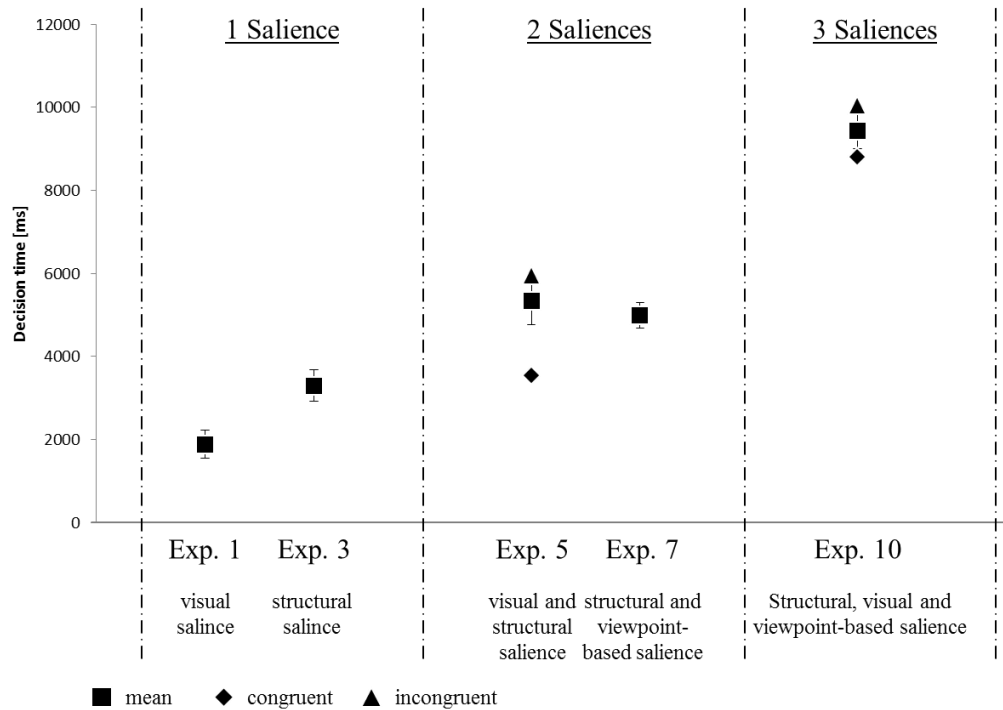 1 Salience
2 Saliences
3 Saliences
12000
10000
8000
6000
4000
2000
0
Decision time [ms]
Exp. 1
Exp. 3
Exp. 5
Exp. 7
Exp. 10
visual
salince
structural
salince
visual and
structural
salience
structural and
viewpoint-
based salience
Structural, visual and
viewpoint-based salience
mean
congruent
incongruent